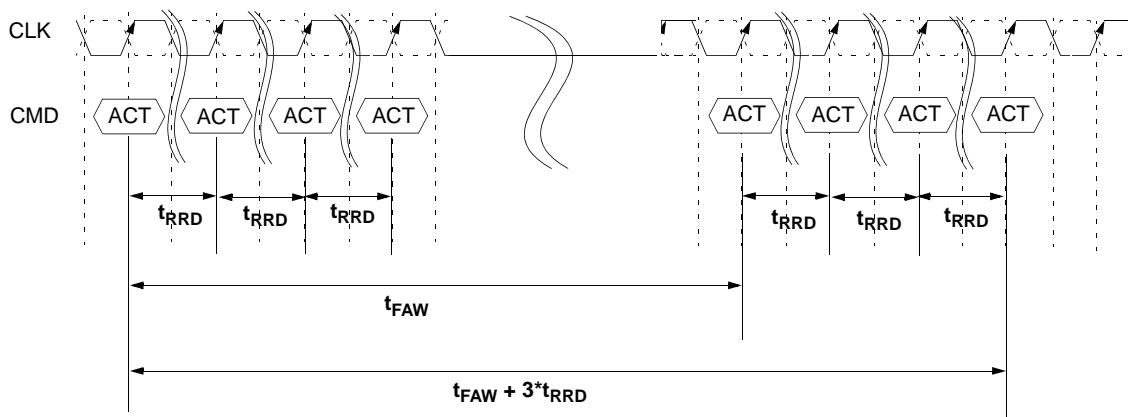 CLK
CMD
ACT ACT ACT ACT ACT ACT ACT ACT
tRRD tRRD tRRD tRRD tRRD tRRD
tFAW
tFAW + 3*tRRD